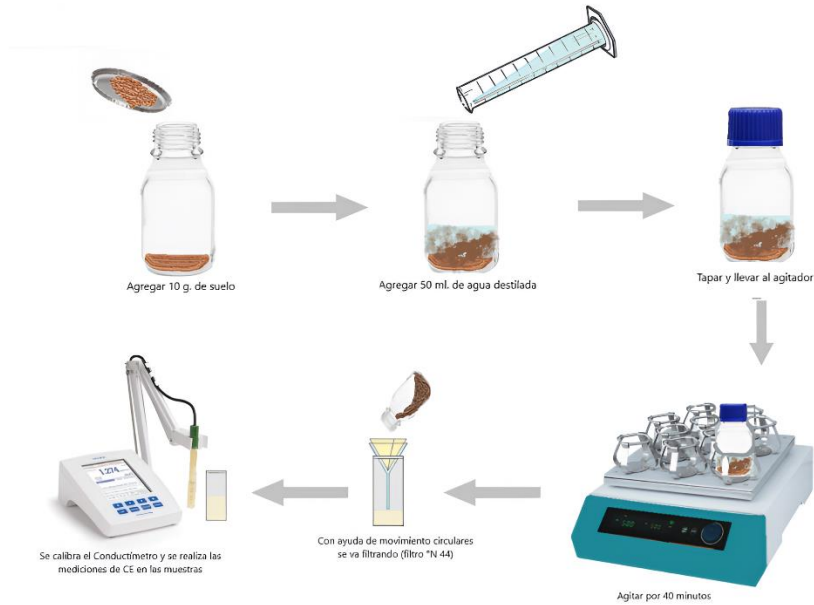 Agregar 10 g. de suelo
Agregar 50 ml. de agua destilada
Tapar y llevar al agitador
Agitar por 40 minutos
Con ayuda de movimiento circulares
se va filtrando (filtro °N 44)
Se calibra el Conductímetro y se realiza las
mediciones de CE en las muestras
1.274